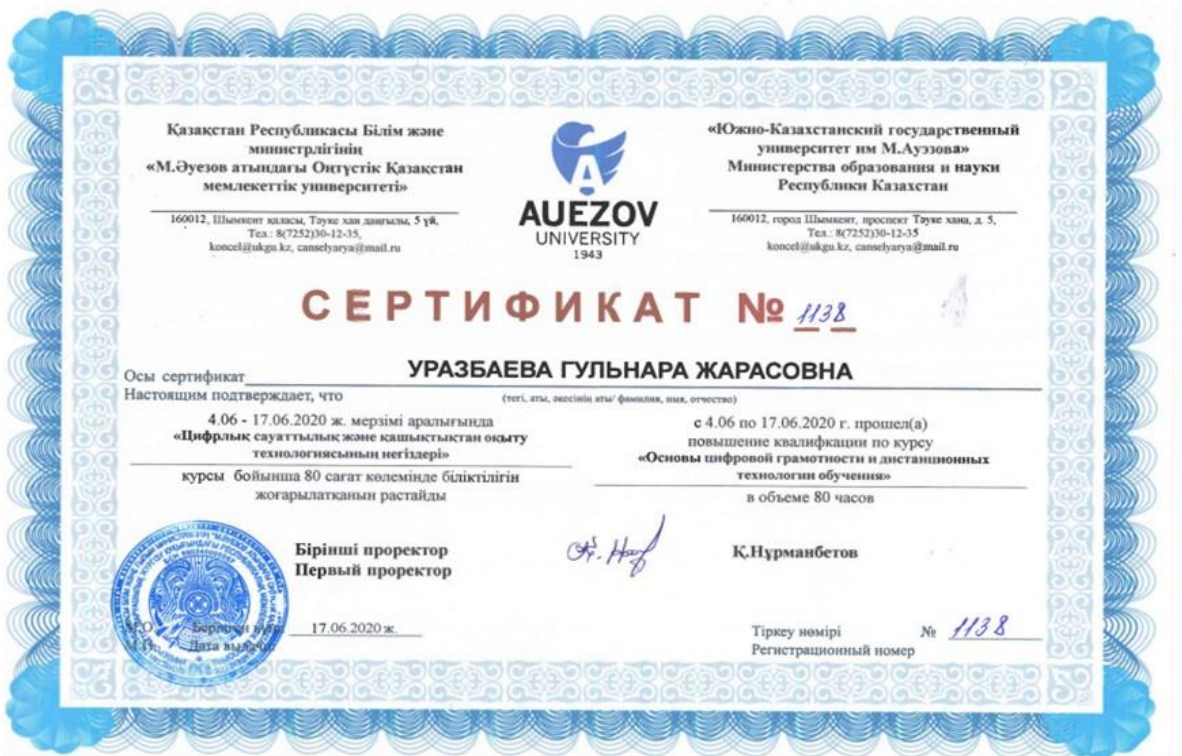 Қазақстан Республикасы Білім және
министрлігінің
«М.Әуезов атындағы Оңтүстік Қазақстан
мемлекеттік университеті»
160012, Шымкент қаласы, Тәуке хан даңғылы, 5 үй,
Тел.: 8(7252)30-12-35,
koncel@ukgu.kz, canselyarya@mail.ru
AUEZOV
UNIVERSITY
1943
«Южно-Казахстанский государственный
университет им М.Ауэзова»
Министерства образования и науки
Республики Казахстан
160012, город Шымкент, проспект Тауке хана, д. 5,
Тел.: 8(7252)30-12-35
koncel@ukgu.kz, canselyarya@mail.ru
СЕРТИФИКАТ № 1138
Осы сертификат УРАЗБАЕВА ГУЛЬНАРА ЖАРАСОВНА
Настоящим подтверждает, что (тегі, аты, әкесінің аты/ фамилия, имя, отчество)
4.06 - 17.06.2020 ж. мерзімі аралығында
«Цифрлық сауаттылық және қашықтықтан оқыту
технологиясының негіздері»
курсы бойынша 80 сағат көлемінде біліктілігін
жоғарылатқанын растайды
с 4.06 по 17.06.2020 г. прошел(а)
повышение квалификации по курсу
«Основы цифровой грамотности и дистанционных
технологии обучения»
в объеме 80 часов
Бірінші проректор
Первый проректор
Қ.Нұрманбетов
М.О. Берілген күні 17.06.2020 ж.
М.П. Дата выдачи
Тіркеу нөмірі № 1138
Регистрационный номер